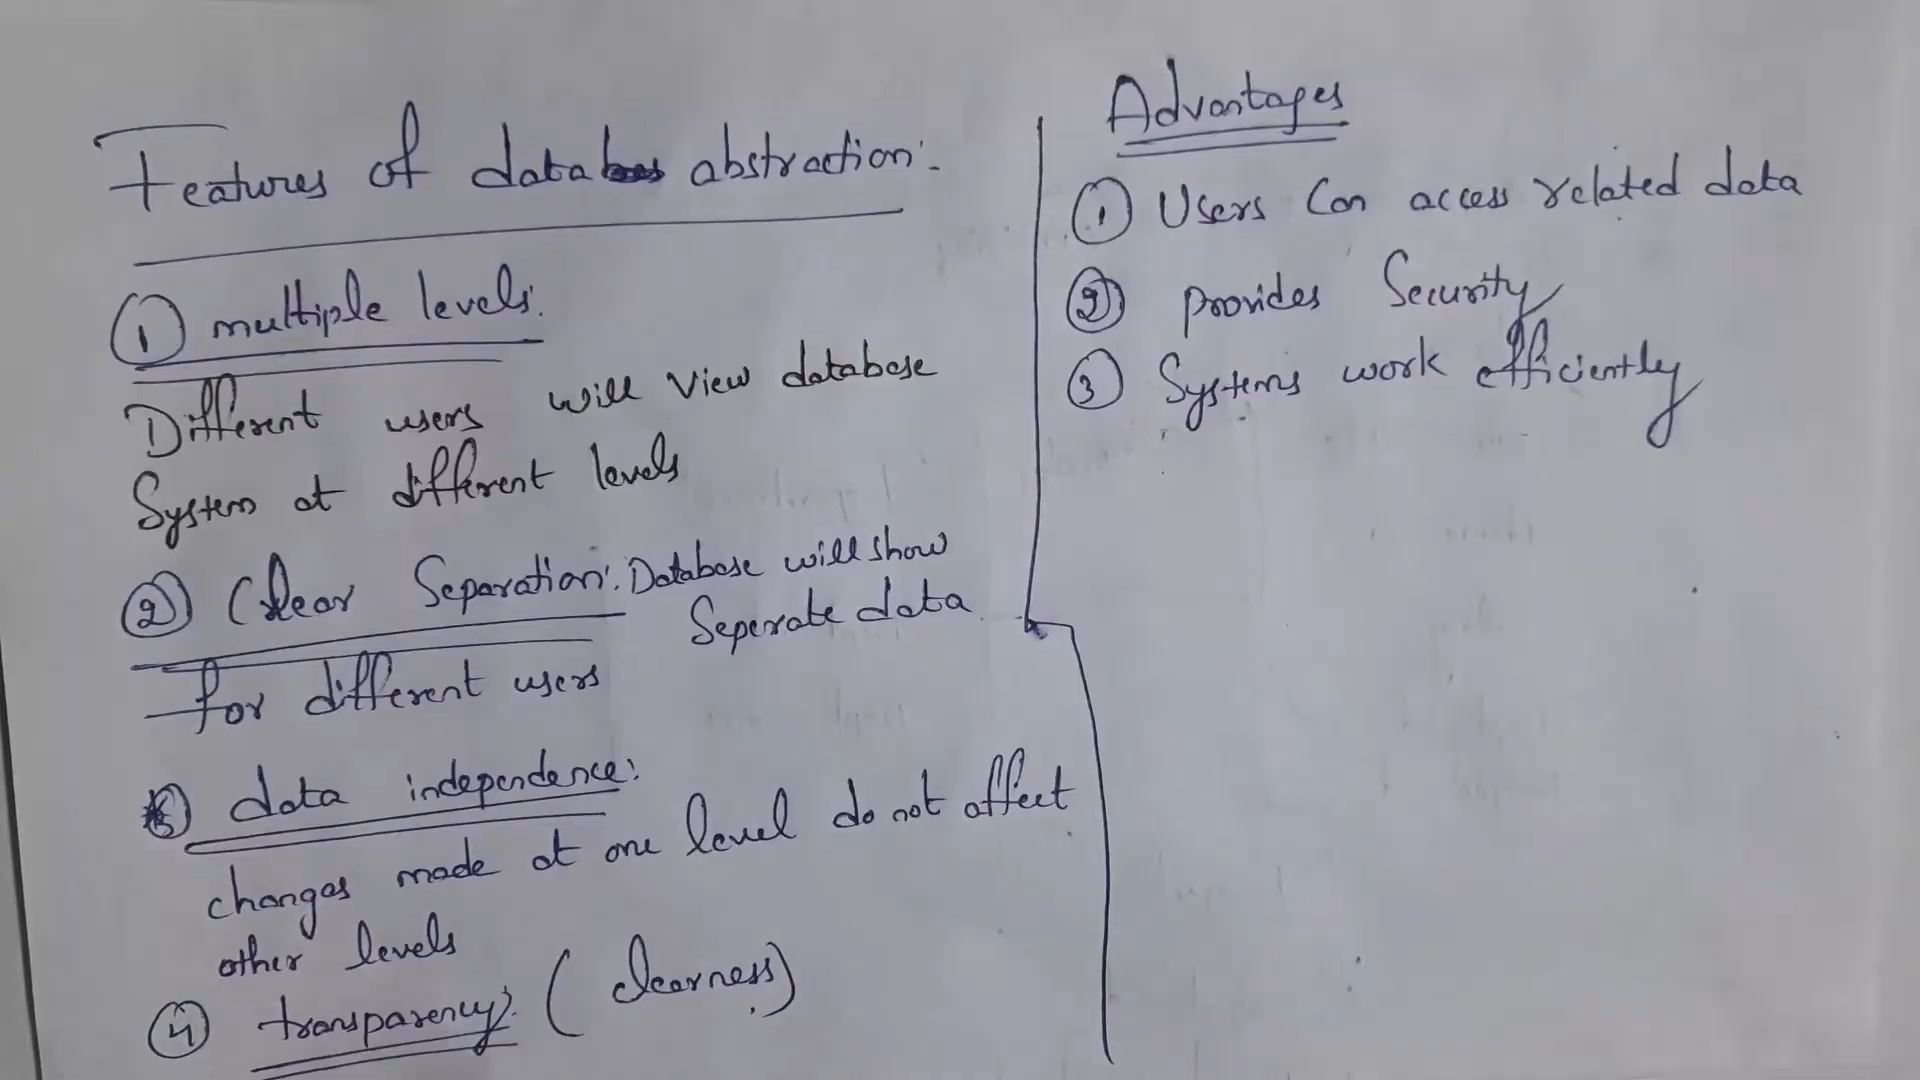 Features of data abstraction:-
① multiple levels:
Different users will view database
System at different levels
② Clear Separation: Database will show
Seperate data
for different users
③ data independence:
changes made at one level do not affect
other levels
④ transparency: (clearness)
Advantages
① Users Can access related data
② provides Security
③ Systems work efficiently